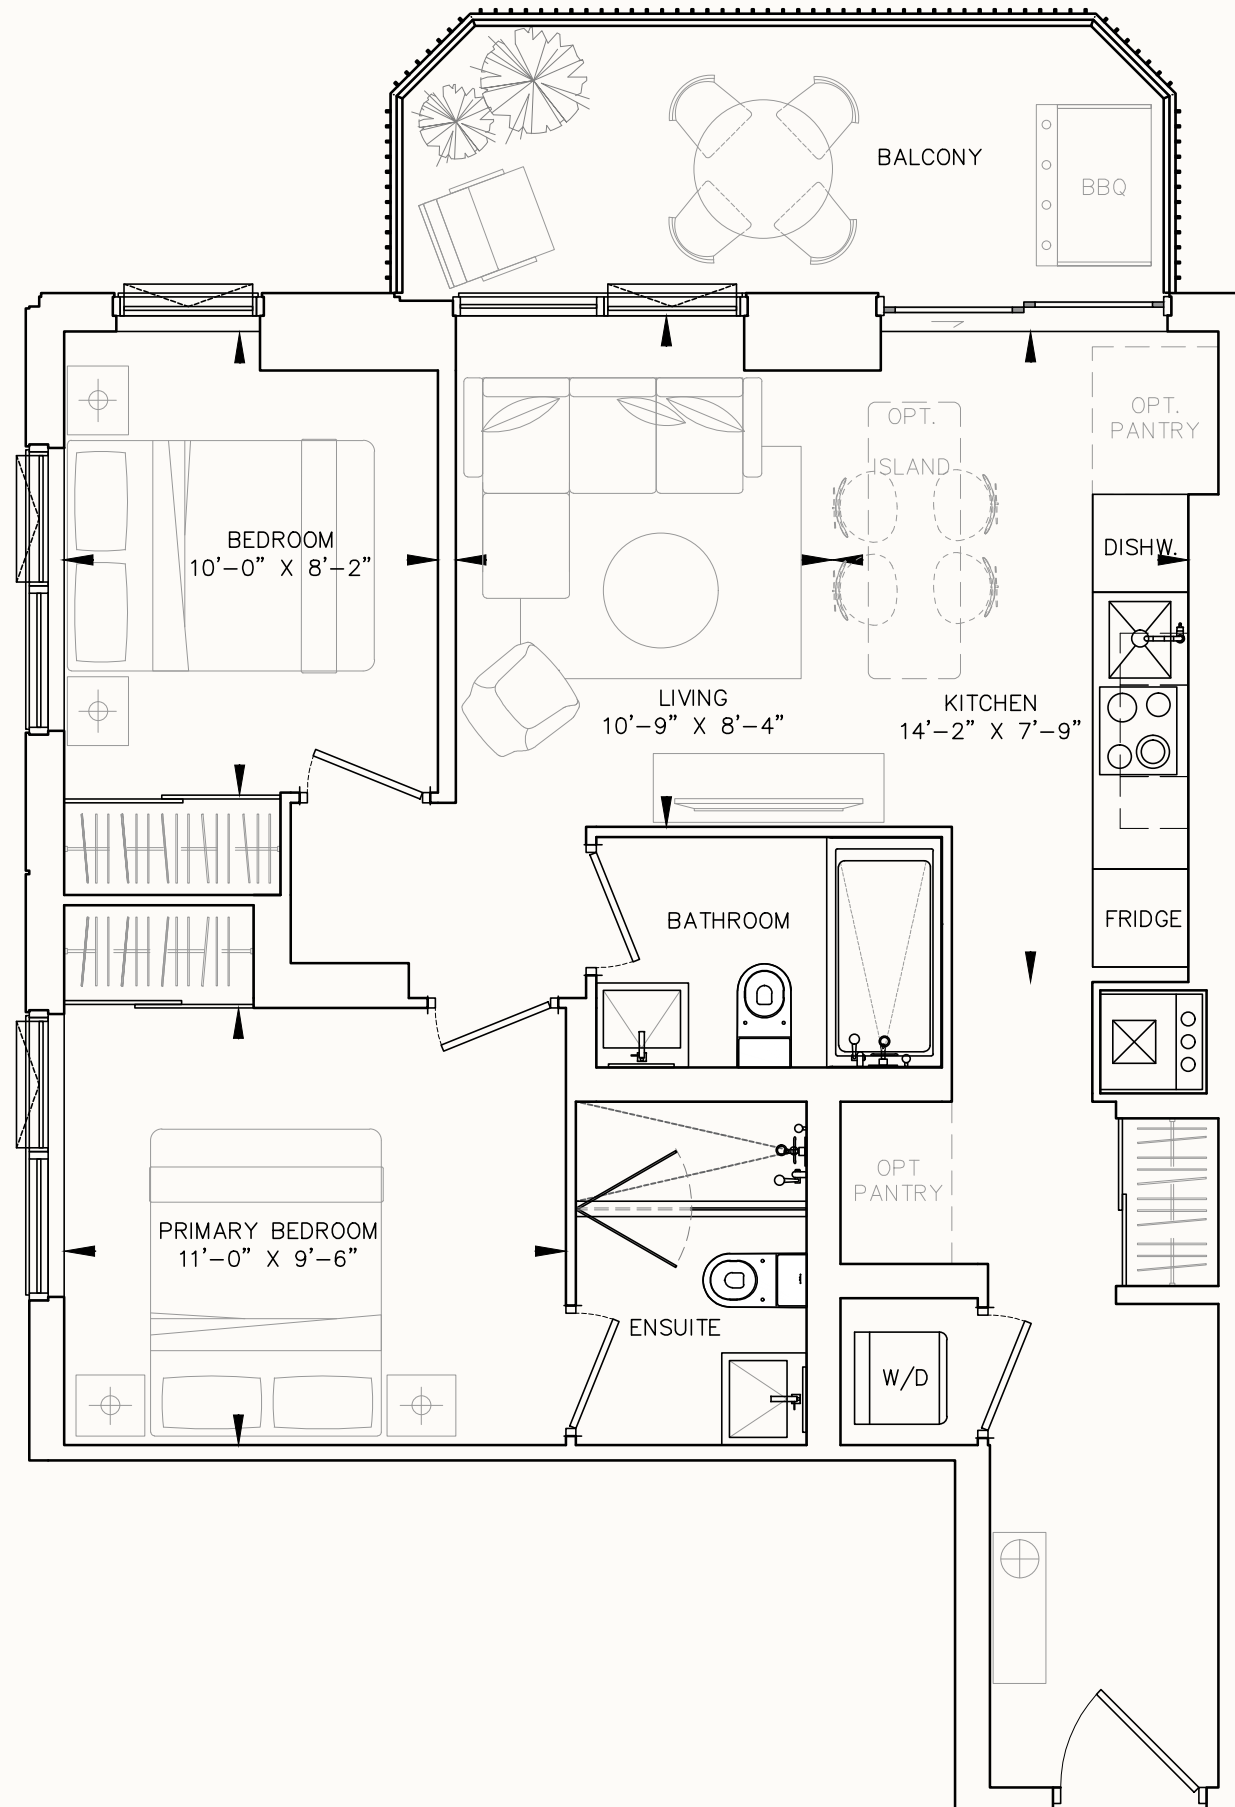 BALCONY
BBQ
OPT.
PANTRY
OPT.
ISLAND
BEDROOM
10'-0" X 8'-2"
DISHW.
LIVING
10'-9" X 8'-4"
KITCHEN
14'-2" X 7'-9"
BATHROOM
FRIDGE
OPT
PANTRY
PRIMARY BEDROOM
11'-0" X 9'-6"
ENSUITE
W/D